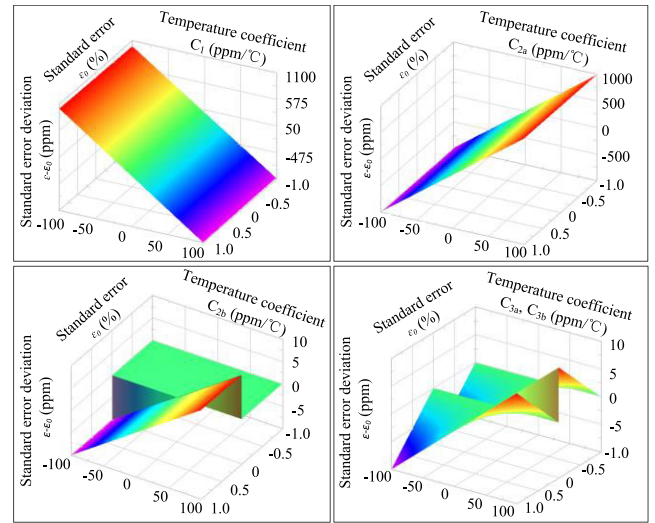 Temperature coefficient
C1 (ppm/℃)
Standard error
ε0 (%)
Standard error deviation
ε-ε0 (ppm)
1100
575
50
-475
-1.0
-0.5
0
0.5
1.0
-100
-50
0
50
100
Temperature coefficient
C2a (ppm/℃)
Standard error
ε0 (%)
Standard error deviation
ε-ε0 (ppm)
1000
500
0
-500
-1.0
-0.5
0
0.5
1.0
-100
-50
0
50
100
Temperature coefficient
C2b (ppm/℃)
Standard error
ε0 (%)
Standard error deviation
ε-ε0 (ppm)
10
5
0
-5
-1.0
-0.5
0
0.5
1.0
-100
-50
0
50
100
Temperature coefficient
C3a, C3b (ppm/℃)
Standard error
ε0 (%)
Standard error deviation
ε-ε0 (ppm)
10
5
0
-5
-1.0
-0.5
0
0.5
1.0
-100
-50
0
50
100